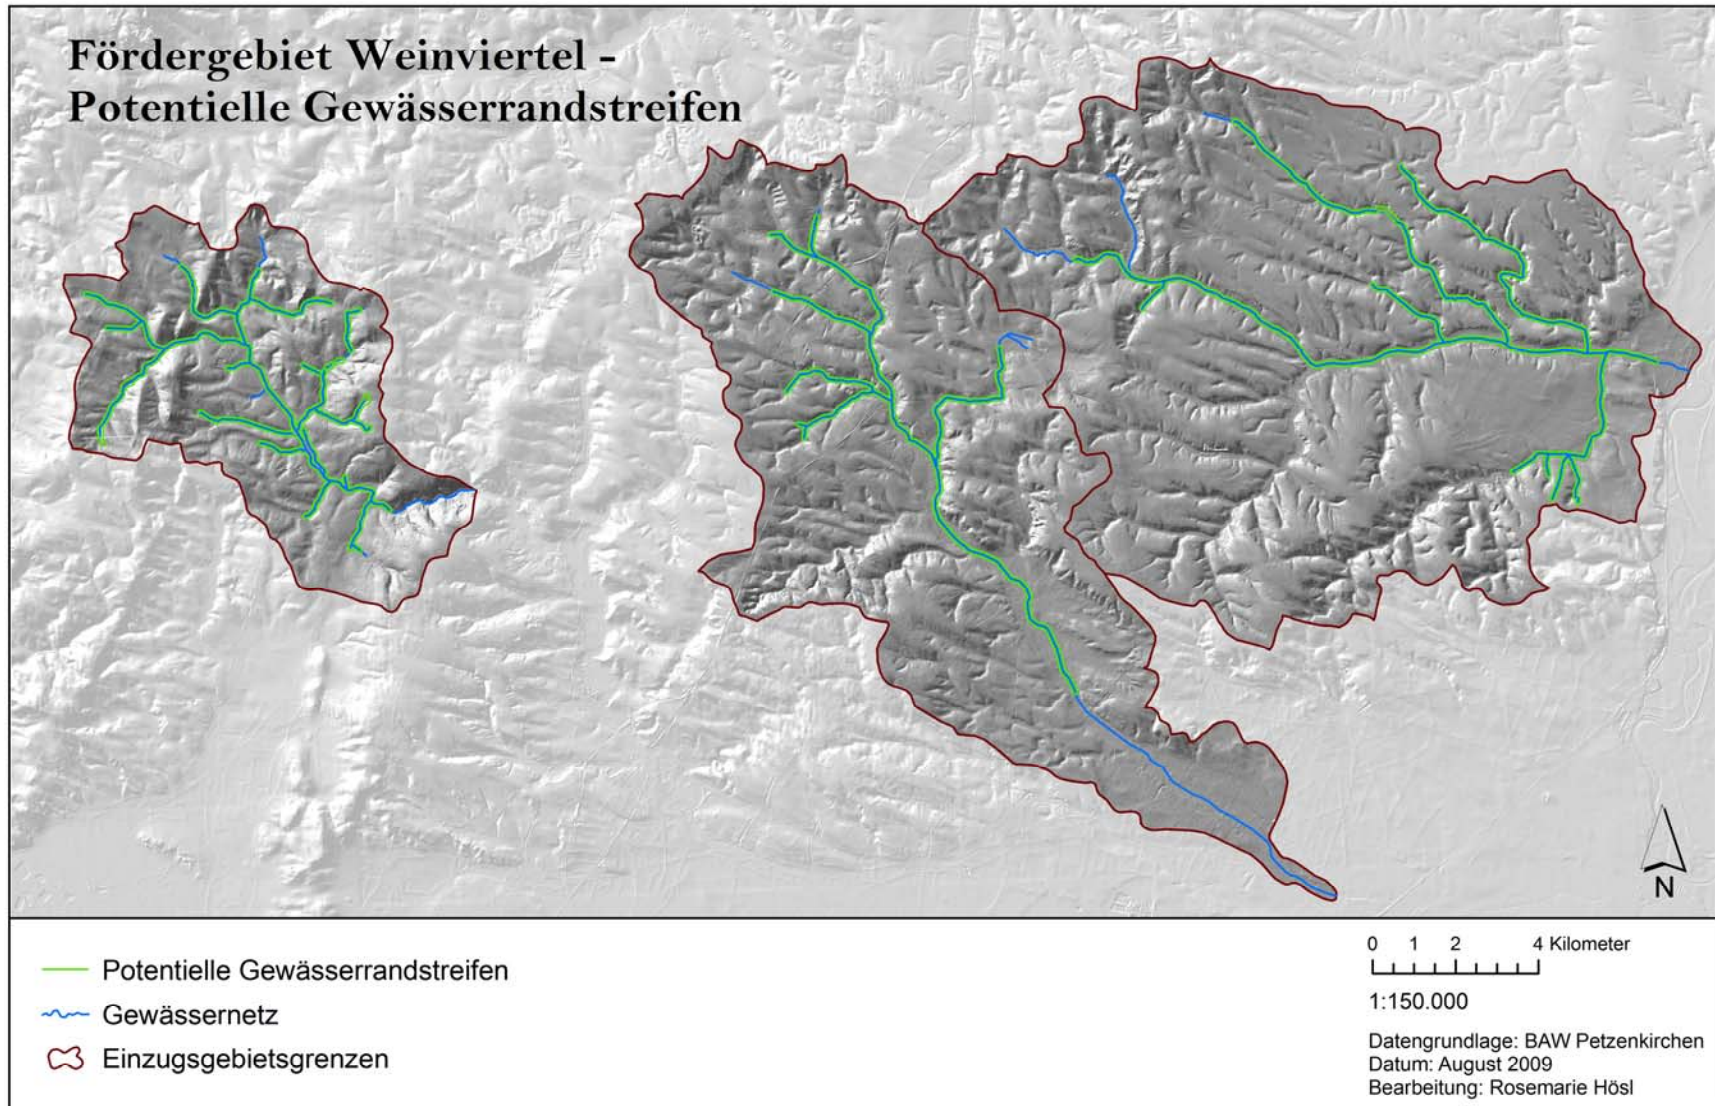 Fördergebiet Weinviertel -
Potentielle Gewässerrandstreifen
N
Potentielle Gewässerrandstreifen
Gewässernetz
Einzugsgebietsgrenzen
0 1 2 4 Kilometer
1:150.000
Datengrundlage: BAW Petzenkirchen
Datum: August 2009
Bearbeitung: Rosemarie Hösl